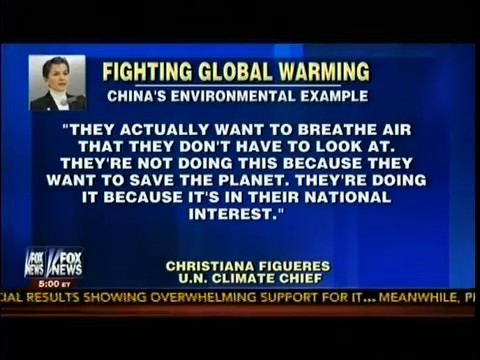 FIGHTING GLOBAL WARMING
CHINA'S ENVIRONMENTAL EXAMPLE
"THEY ACTUALLY WANT TO BREATHE AIR
THAT THEY DON'T HAVE TO LOOK AT.
THEY'RE NOT DOING THIS BECAUSE THEY
WANT TO SAVE THE PLANET. THEY'RE DOING
IT BECAUSE IT'S IN THEIR NATIONAL
INTEREST."
CHRISTIANA FIGUERES
U.N. CLIMATE CHIEF
FOX NEWS
FOX NEWS
5:00 ET
CIAL RESULTS SHOWING OVERWHELMING SUPPORT FOR IT... MEANWHILE, P